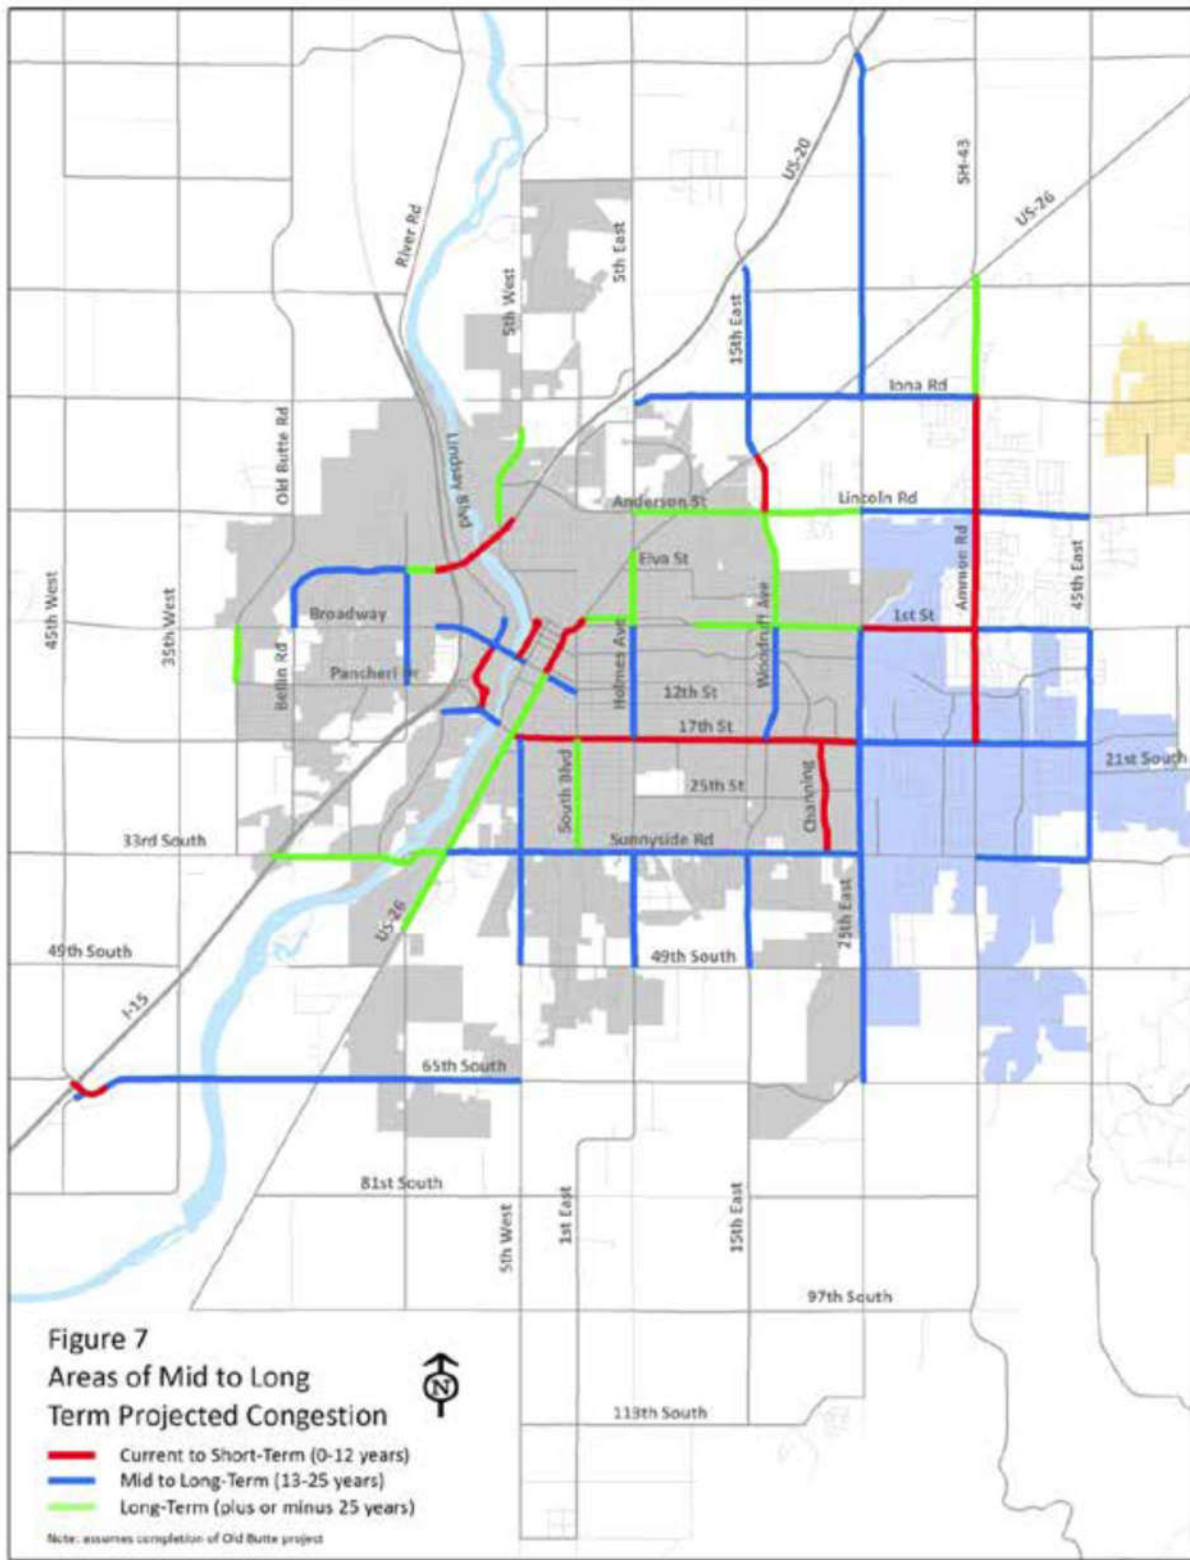 US-20
SH-43
US-26
River Rd
5th East
5th West
15th East
Iona Rd
Old Butte Rd
Lindsay Blvd
Anderson St
Lincoln Rd
Elva St
Ammon Rd
45th East
45th West
35th West
Broadway
1st St
Woodruff Ave
Holmes Ave
Bellin Rd
Pancheri Dr
12th St
17th St
21st South
South Blvd
25th St
Channing
33rd South
Sunnyside Rd
US-26
25th East
49th South
49th South
I-15
65th South
81st South
5th West
1st East
15th East
97th South
113th South
Figure 7
Areas of Mid to Long
Term Projected Congestion
N
Current to Short-Term (0-12 years)
Mid to Long-Term (13-25 years)
Long-Term (plus or minus 25 years)
Note: assumes completion of Old Butte project